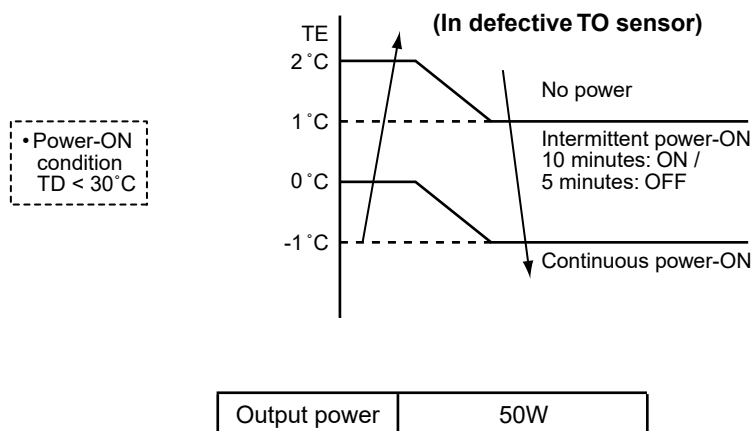 (In defective TO sensor)
TE
2˚C
1˚C
0˚C
-1˚C
No power
Intermittent power-ON
10 minutes: ON /
5 minutes: OFF
Continuous power-ON
•Power-ON
condition
TD < 30˚C
Output power
50W